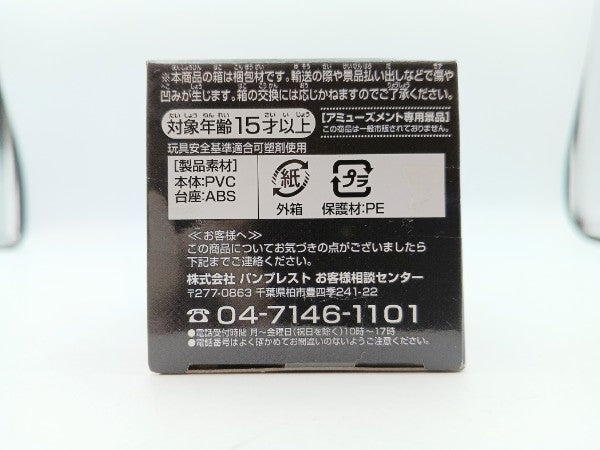 ※本商品の箱は梱包材です。輸送の際や景品払い出しなどで傷や
凹みが生じます。箱の交換には応じかねますのでご了承ください。
対象年齢15才以上
[アミューズメント専用景品]
この商品は一般市販されておりません。
玩具安全基準適合可塑剤使用
[製品素材]
本体:PVC
台座:ABS
紙
外箱
プラ
保護材:PE
≪お客様へ≫
この商品についてお気づきの点がございましたら
下記までご連絡ください。
株式会社 バンプレスト お客様相談センター
〒277-0863 千葉県柏市豊四季241-22
☎04-7146-1101
●電話受付時間 月〜金曜日(祝日を除く)10時〜17時
●電話番号はよく確かめてお間違いのないようご注意ください。